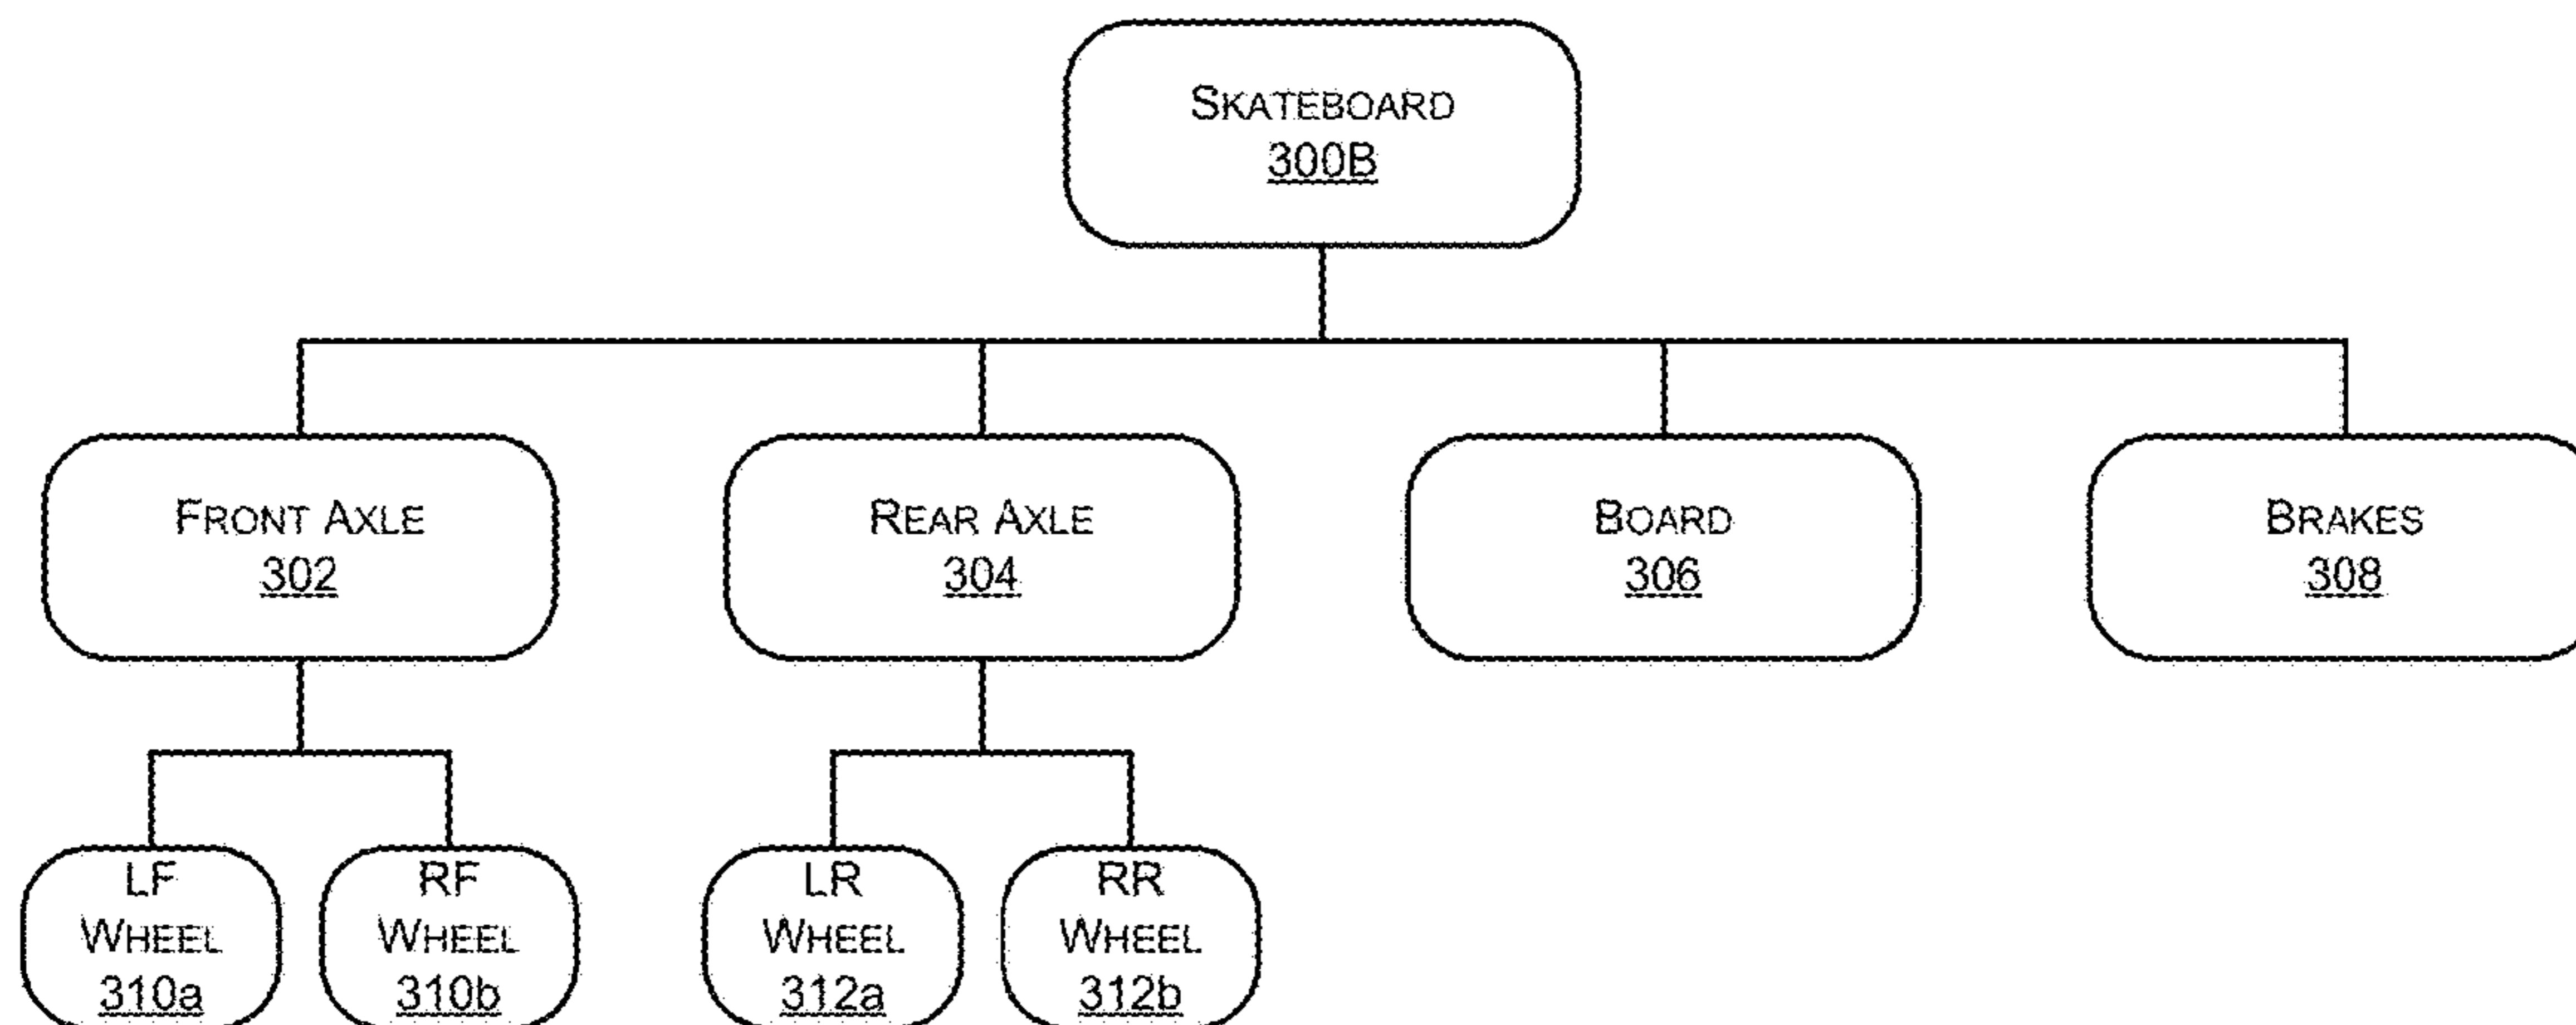 SKATEBOARD
300B
FRONT AXLE
302
REAR AXLE
304
BOARD
306
BRAKES
308
LF
WHEEL
310a
RF
WHEEL
310b
LR
WHEEL
312a
RR
WHEEL
312b